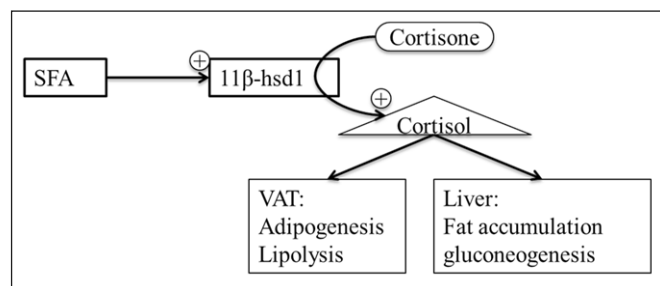 Cortisone
SFA
⊕
11β-hsd1
⊕
Cortisol
VAT:
Adipogenesis
Lipolysis
Liver:
Fat accumulation
gluconeogenesis